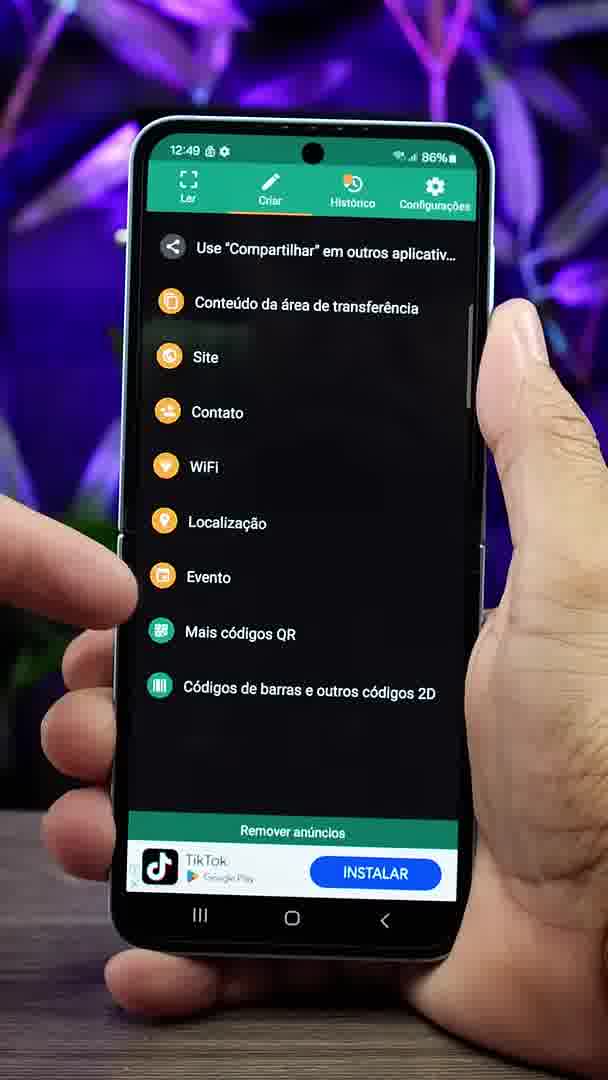 12:49 86%
Ler Criar Histórico Configurações
Use “Compartilhar” em outros aplicativ...
Conteúdo da área de transferência
Site
Contato
WiFi
Localização
Evento
Mais códigos QR
Códigos de barras e outros códigos 2D
Remover anúncios
TikTok
Google Play
INSTALAR